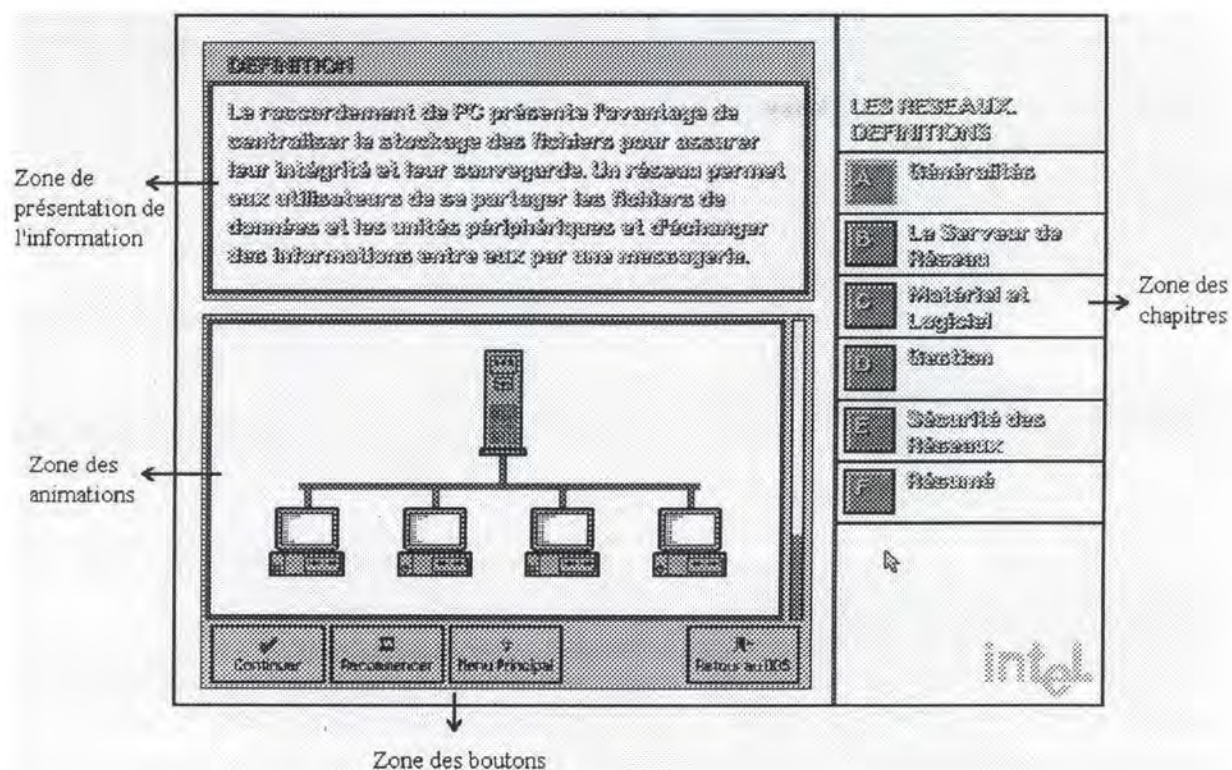 DEFINITION
Le raccordement de PC présente l'avantage de
centraliser le stockage des fichiers pour assurer
leur intégrité et leur sauvegarde. Un réseau permet
aux utilisateurs de se partager les fichiers de
données et les unités périphériques et d'échanger
des informations entre eux par une messagerie.
Continuer
Recommencer
Menu Principal
Retour au DOS
LES RESEAUX.
DEFINITIONS
A Généralités
B Le Serveur de
Réseau
C Matériel et
Logiciel
D Gestion
E Sécurité des
Réseaux
F Résumé
intel
Zone de
présentation de
l'information
Zone des
animations
Zone des
chapitres
Zone des boutons